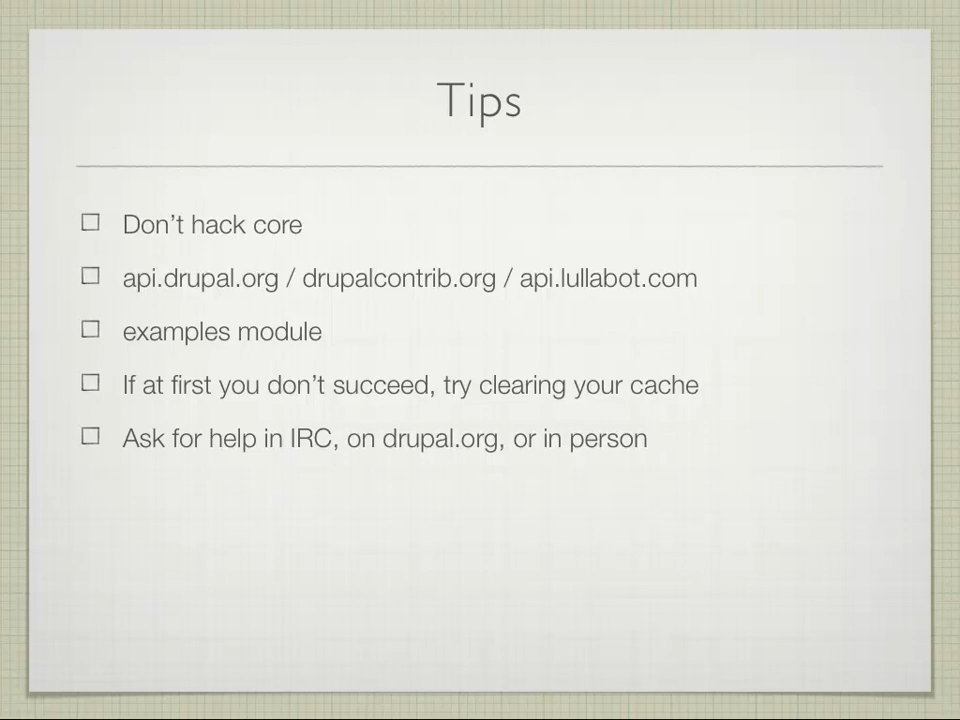 Tips
Don’t hack core
api.drupal.org / drupalcontrib.org / api.lullabot.com
examples module
If at first you don’t succeed, try clearing your cache
Ask for help in IRC, on drupal.org, or in person